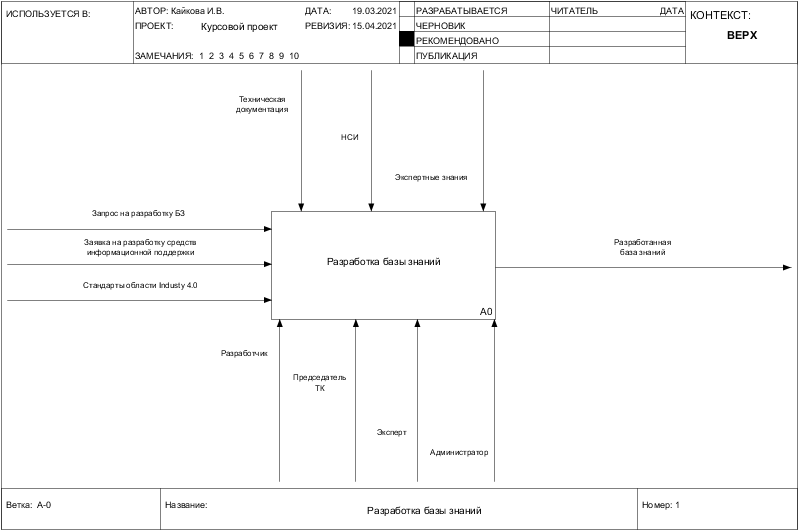 ИСПОЛЬЗУЕТСЯ В:
АВТОР: Кайкова И.В.
ДАТА: 19.03.2021
ПРОЕКТ: Курсовой проект
РЕВИЗИЯ: 15.04.2021
ЗАМЕЧАНИЯ: 1 2 3 4 5 6 7 8 9 10
РАЗРАБАТЫВАЕТСЯ
ЧЕРНОВИК
РЕКОМЕНДОВАНО
ПУБЛИКАЦИЯ
ЧИТАТЕЛЬ
ДАТА
КОНТЕКСТ:
ВЕРХ
Техническая
документация
НСИ
Экспертные знания
Запрос на разработку БЗ
Заявка на разработку средств
информационной поддержки
Стандарты области Industy 4.0
Разработка базы знаний
A0
Разработанная
база знаний
Разработчик
Председатель
ТК
Эксперт
Администратор
Ветка: A-0
Название:
Разработка базы знаний
Номер: 1